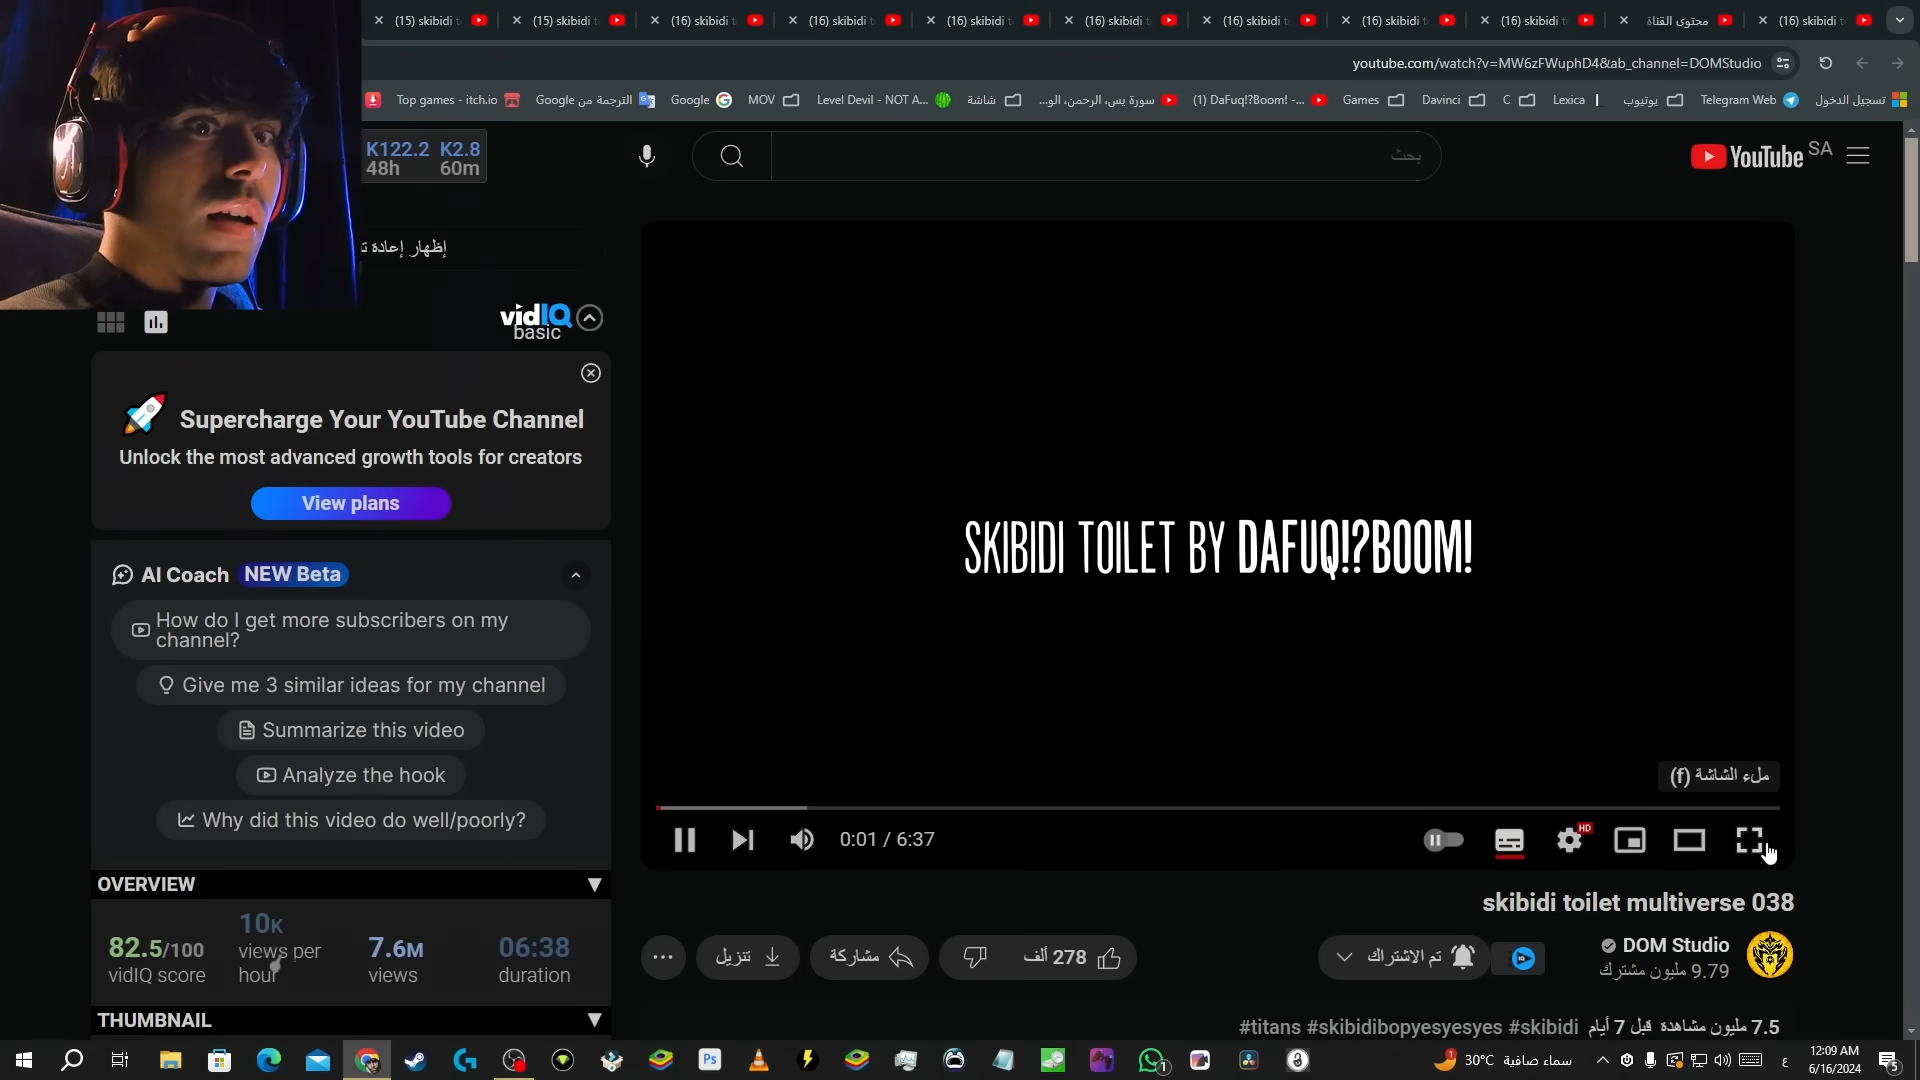 (15) skibidi t
(15) skibidi t
(16) skibidi t
(16) skibidi t
(16) skibidi t
(16) skibidi t
(16) skibidi t
(16) skibidi t
(16) skibidi t
محتوى القناة
(16) skibidi t
youtube.com/watch?v=MW6zFWuphD4&ab_channel=DOMStudio
Top games - itch.io
الترجمة من Google
Google
MOV
Level Devil - NOT A...
شاشة
سورة يس، الرحمن، الو...
(1) DaFuq!?Boom! -...
Games
Davinci
C
Lexica
يوتيوب
Telegram Web
تسجيل الدخول
K122.2 K2.8
48h 60m
بحث
YouTube SA
إظهار إعادة
vidIQ
basic
Supercharge Your YouTube Channel
Unlock the most advanced growth tools for creators
View plans
AI Coach NEW Beta
How do I get more subscribers on my
channel?
Give me 3 similar ideas for my channel
Summarize this video
Analyze the hook
Why did this video do well/poorly?
OVERVIEW
82.5/100
vidIQ score
10K
views per
hour
7.6M
views
06:38
duration
THUMBNAIL
SKIBIDI TOILET BY DAFUQ!?BOOM!
ملء الشاشة (f)
0:01 / 6:37
HD
skibidi toilet multiverse 038
DOM Studio
9.79 مليون مشترك
تم الاشتراك
278 ألف
مشاركة
تنزيل
7.5 مليون مشاهدة قبل 7 أيام #titans #skibidibopyesyesyes #skibidi
Ps
1
1
30°C سماء صافية
ع
12:09 AM
6/16/2024
5